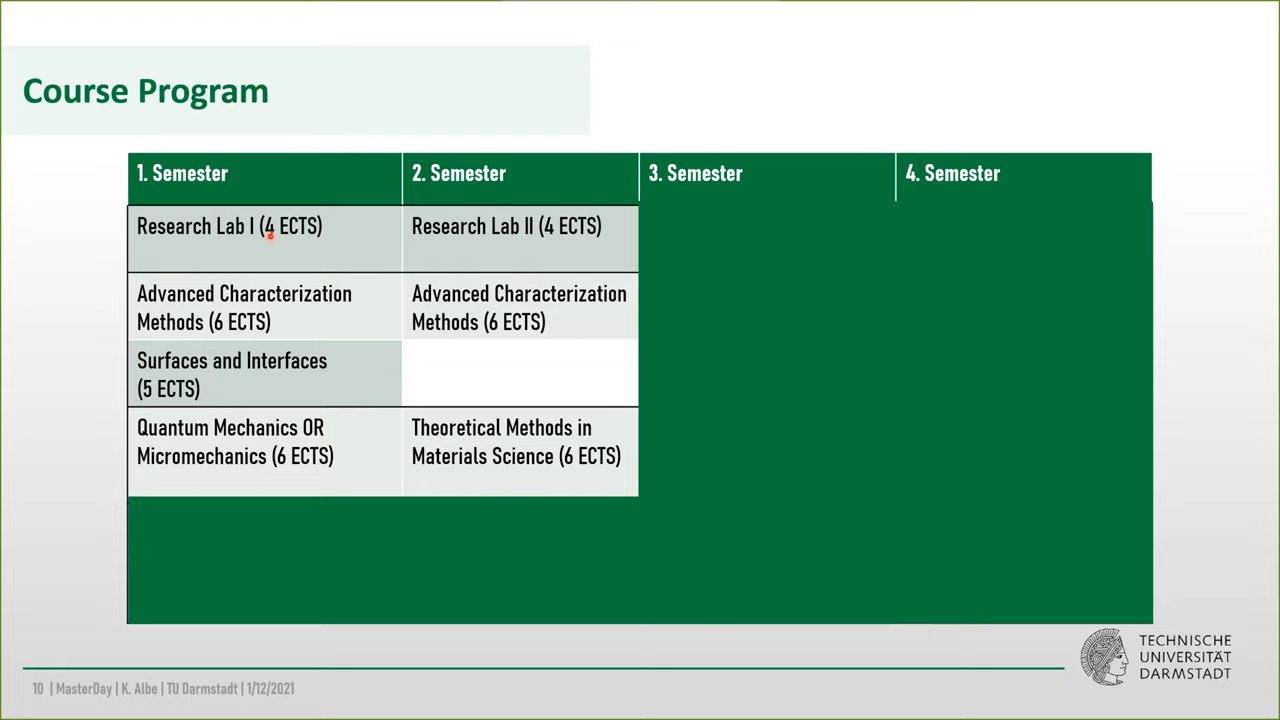 Course Program
1. Semester
2. Semester
3. Semester
4. Semester
Research Lab I (4 ECTS)
Research Lab II (4 ECTS)
Advanced Characterization
Methods (6 ECTS)
Advanced Characterization
Methods (6 ECTS)
Surfaces and Interfaces
(5 ECTS)
Quantum Mechanics OR
Micromechanics (6 ECTS)
Theoretical Methods in
Materials Science (6 ECTS)
10 | MasterDay | K. Albe | TU Darmstadt | 1/12/2021
TECHNISCHE
UNIVERSITÄT
DARMSTADT